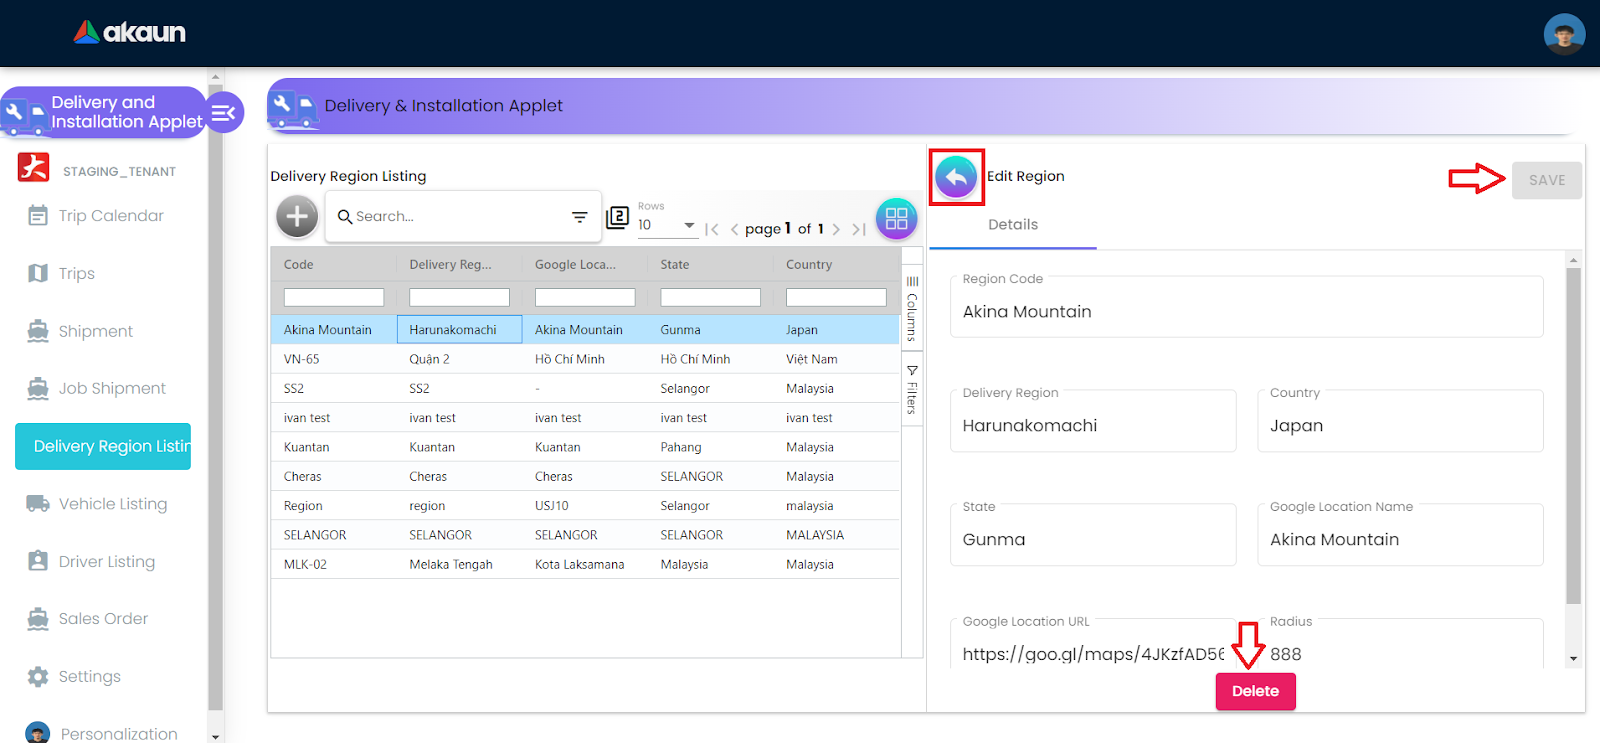 akaun
Delivery and
Installation Applet
STAGING_TENANT
Trip Calendar
Trips
Shipment
Job Shipment
Delivery Region Listin
Vehicle Listing
Driver Listing
Sales Order
Settings
Personalization
Delivery & Installation Applet
Delivery Region Listing
Search...
2
Rows
10
page 1 of 1
Code Delivery Reg... Google Loca... State Country
Akina Mountain Harunakomachi Akina Mountain Gunma Japan
VN-65 Quận 2 Hồ Chí Minh Hồ Chí Minh Việt Nam
SS2 SS2 - Selangor Malaysia
ivan test ivan test ivan test ivan test ivan test
Kuantan Kuantan Kuantan Pahang Malaysia
Cheras Cheras Cheras SELANGOR Malaysia
Region region USJ10 Selangor malaysia
SELANGOR SELANGOR SELANGOR SELANGOR MALAYSIA
MLK-02 Melaka Tengah Kota Laksamana Malaysia Malaysia
Columns
Filters
Edit Region
SAVE
Details
Region Code
Akina Mountain
Delivery Region Country
Harunakomachi Japan
State Google Location Name
Gunma Akina Mountain
Google Location URL Radius
https://goo.gl/maps/4JKzfAD56 888
Delete